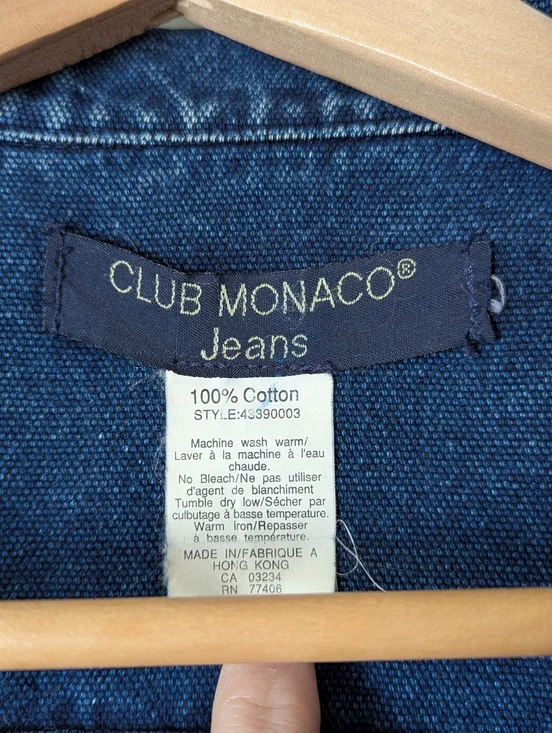 CLUB MONACO®
Jeans
100% Cotton
STYLE:43390003
Machine wash warm/
Laver à la machine à l'eau
chaude.
No Bleach/Ne pas utiliser
d'agent de blanchiment
Tumble dry low/Sécher par
culbutage à basse temperature.
Warm iron/Repasser
à basse température.
MADE IN/FABRIQUE A
HONG KONG
CA 03234
RN 77406